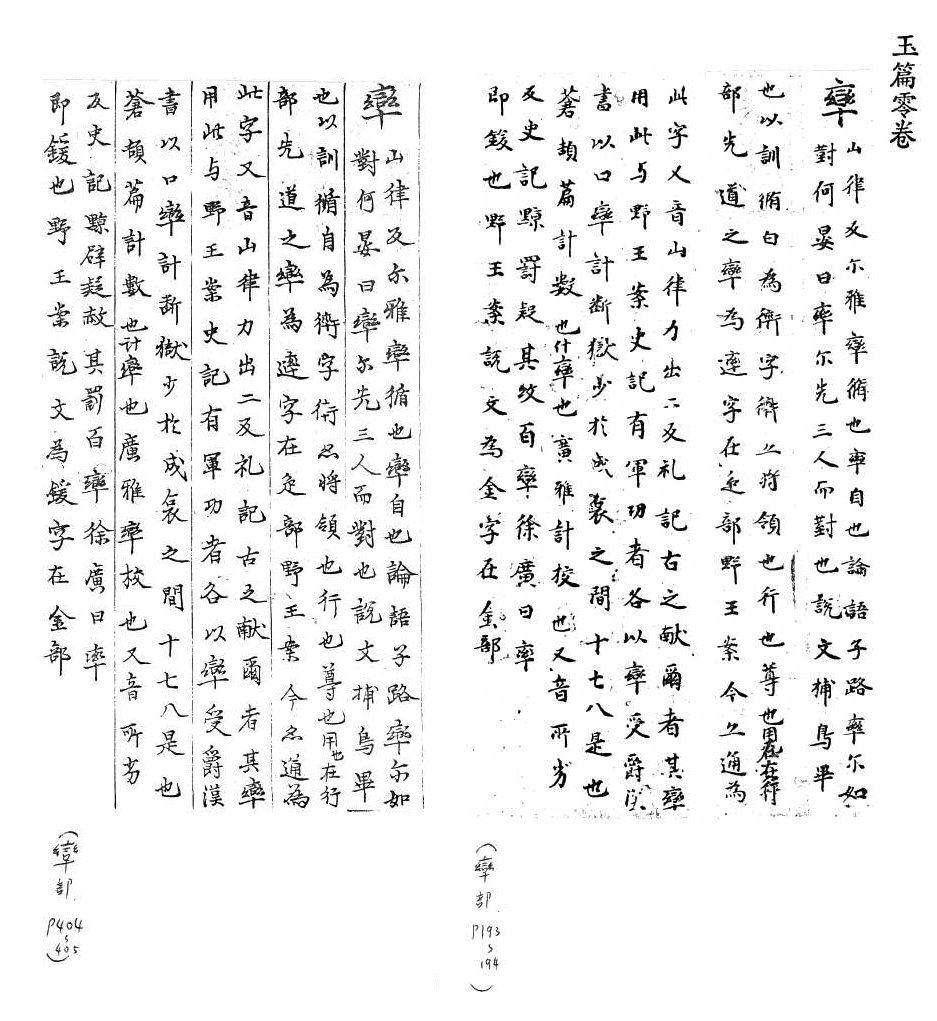 玉篇零卷
率
山律反尔雅率循也率自也論語子路率尔如
對何晏曰率尔先三人而對也說文捕鳥畢
也以訓循自為衛字衛亦將領也行也尊也用也在行
部先道之率為達字在辵部野王案今亦通為
此字又音山律力出二反礼記古之献爾者其率
用此与野王案史記有軍功者各以率受爵漢
書以口率計斷獄少於成哀之間十七八是也
蒼頡篇計數也什率也廣雅計校也又音所劣
反史記黥罰疑其 百率徐廣曰率
即鍰也野王案說文為金字在金部
(率部 P193~194)
率
山律反尔雅率循也率自也論語子路率尔如
對何晏曰率尔先三人而對也說文捕鳥畢
也以訓循自為衛字衛亦將領也行也尊也用也在行
部先道之率為達字在辵部野王案今亦通為
此字又音山律力出二反礼記古之献爾者其率
用此与野王案史記有軍功者各以率受爵漢
書以口率計斷獄少於成哀之間十七八是也
蒼頡篇計數也計率也廣雅率校也又音所劣
反史記黥辟疑赦其罰百率徐廣曰率
即鍰也野王案說文為鍰字在金部
(率部 P404~405)